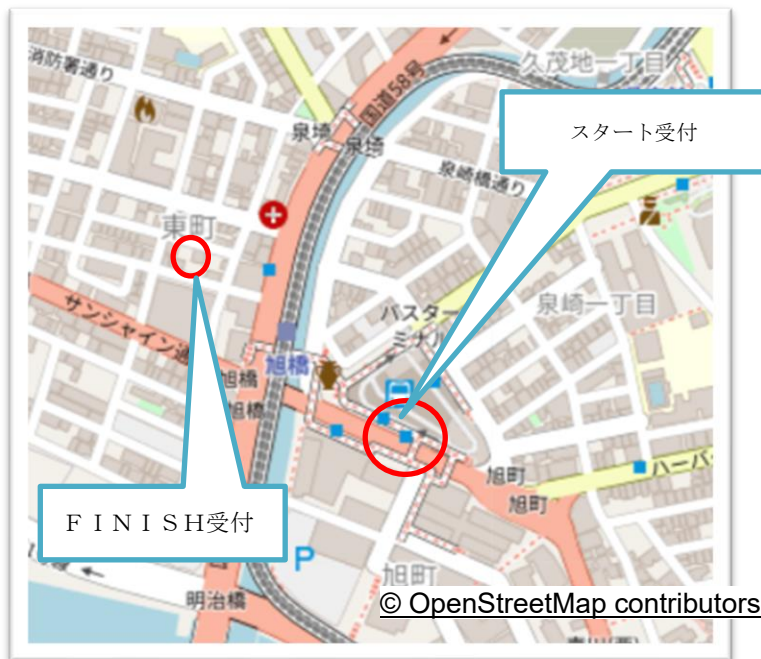 消防署通り
久茂地一丁目
国道58号
スタート受付
泉埼
泉埼
泉崎橋通り
東町
泉崎一丁目
バスター
ミナル
サンシャイン通
旭橋
旭橋
旭橋
旭町
旭町
ハーバ
ＦＩＮＩＳＨ受付
P
旭町
明治橋
© OpenStreetMap contributors